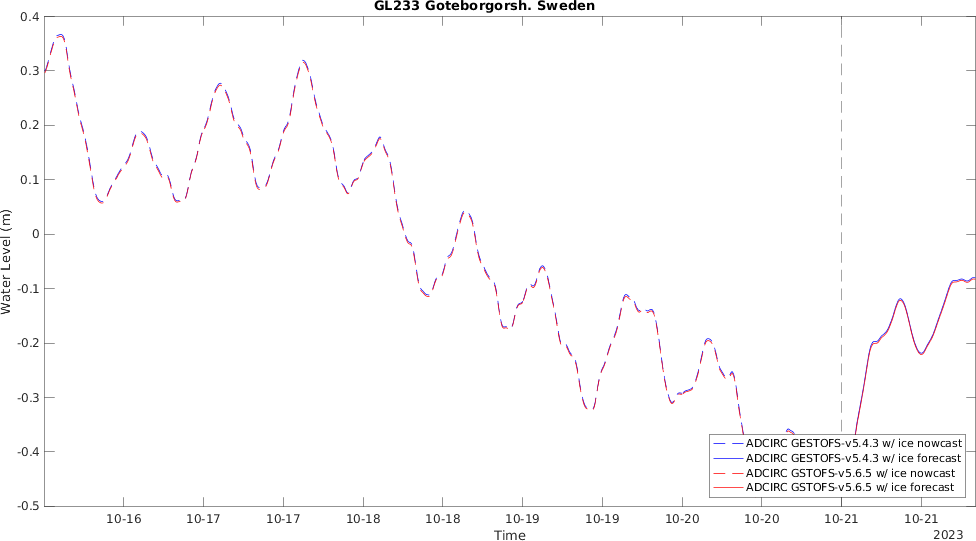 GL233 Goteborgorsh. Sweden
0.4
0.3
0.2
0.1
0
-0.1
-0.2
-0.3
-0.4
-0.5
Water Level (m)
ADCIRC GESTOFS-v5.4.3 w/ ice nowcast
ADCIRC GESTOFS-v5.4.3 w/ ice forecast
ADCIRC GSTOFS-v5.6.5 w/ ice nowcast
ADCIRC GSTOFS-v5.6.5 w/ ice forecast
10-16 10-17 10-17 10-18 10-18 10-19 10-19 10-20 10-20 10-21 10-21
Time
2023